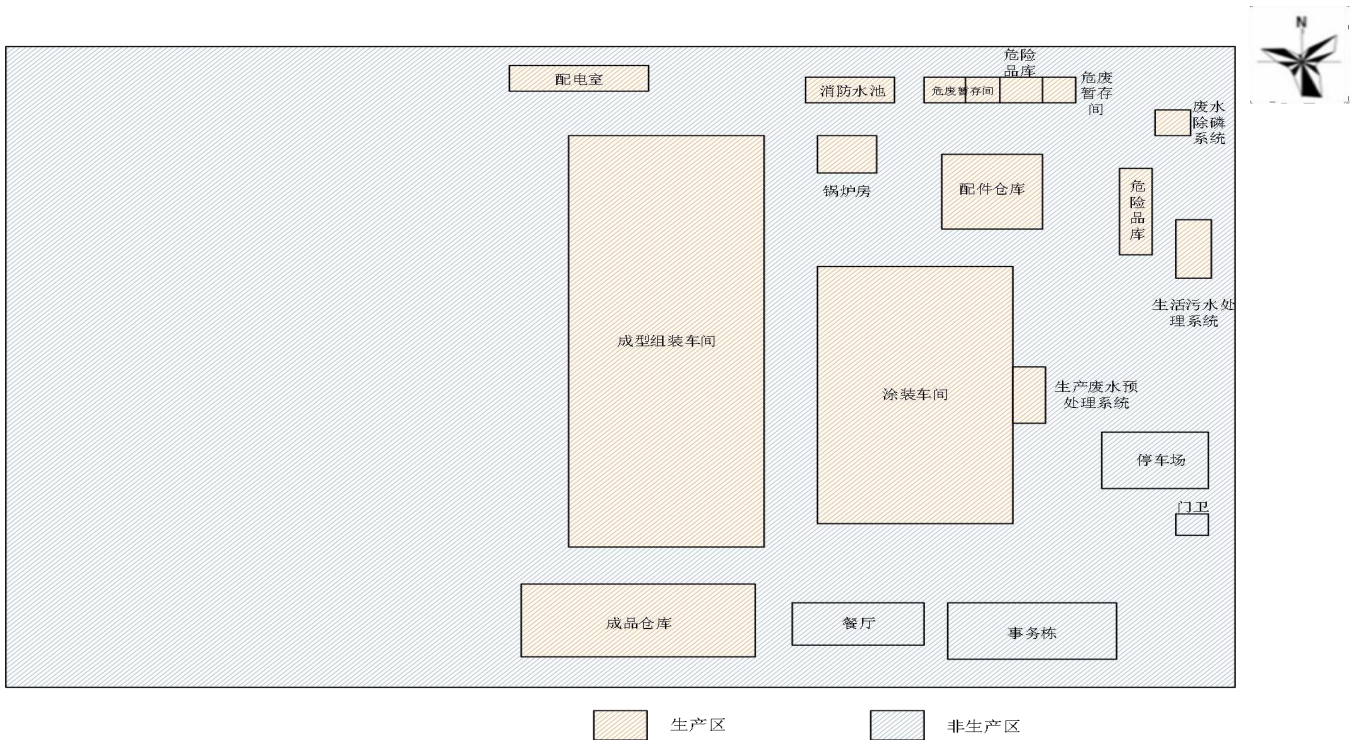 N
危险
品库
配电室
消防水池
危废暂存间
危废
暂存
间
废水
除磷
系统
锅炉房
配件仓库
危
险
品
库
生活污水处
理系统
成型组装车间
涂装车间
生产废水预
处理系统
停车场
门卫
成品仓库
餐厅
事务栋
生产区
非生产区